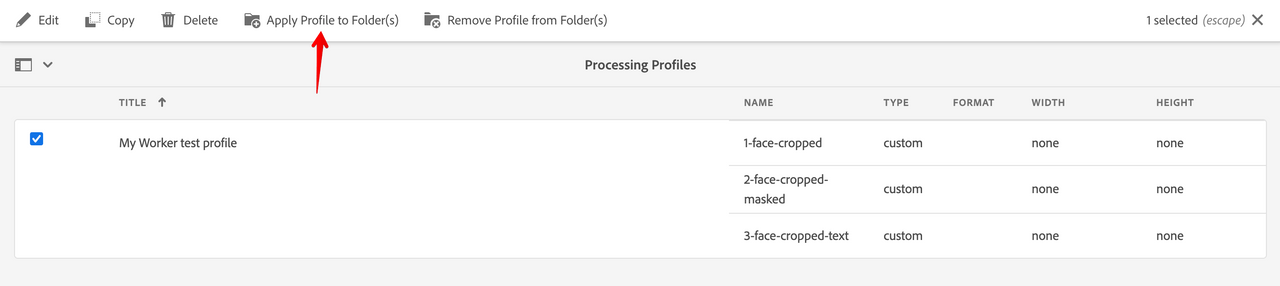 Edit Copy Delete Apply Profile to Folder(s) Remove Profile from Folder(s) 1 selected (escape)
Processing Profiles
TITLE NAME TYPE FORMAT WIDTH HEIGHT
My Worker test profile 1-face-cropped custom none none
2-face-cropped-
masked custom none none
3-face-cropped-text custom none none